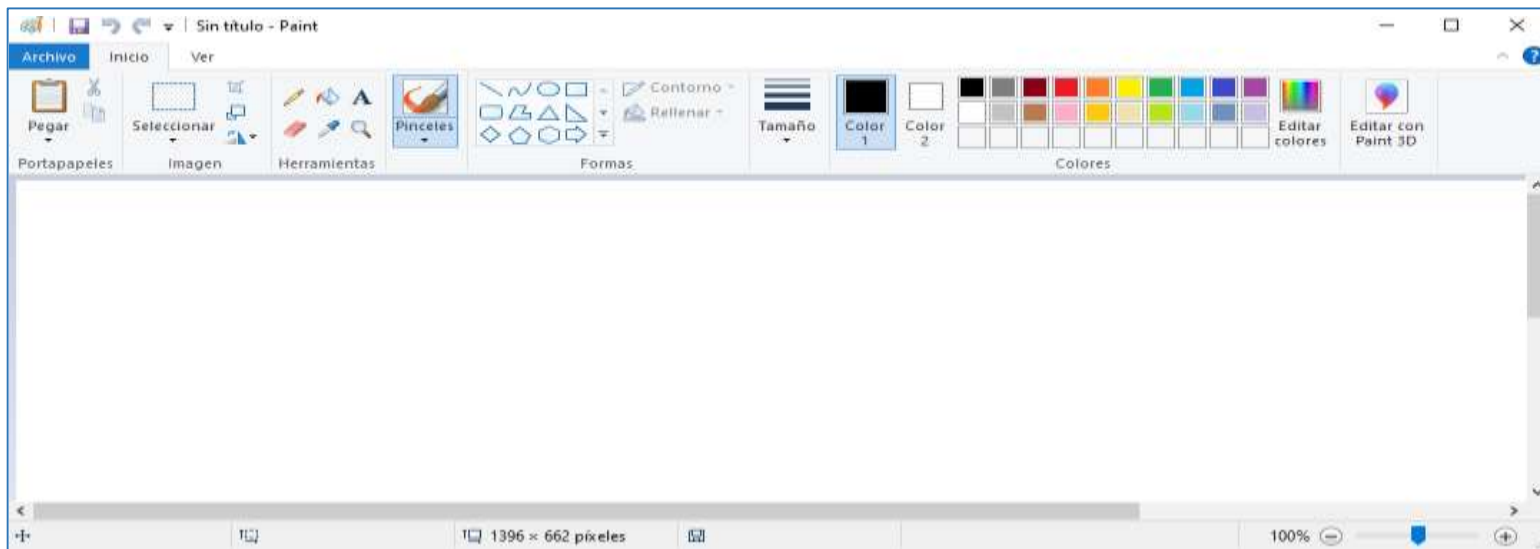 Sin título - Paint
Archivo Inicio Ver
Contorno
Rellenar
Pegar Seleccionar A Pinceles Tamaño Color 1 Color 2 Editar colores Editar con Paint 3D
Portapapeles Imagen Herramientas Formas Colores
1396 × 662 píxeles 100%